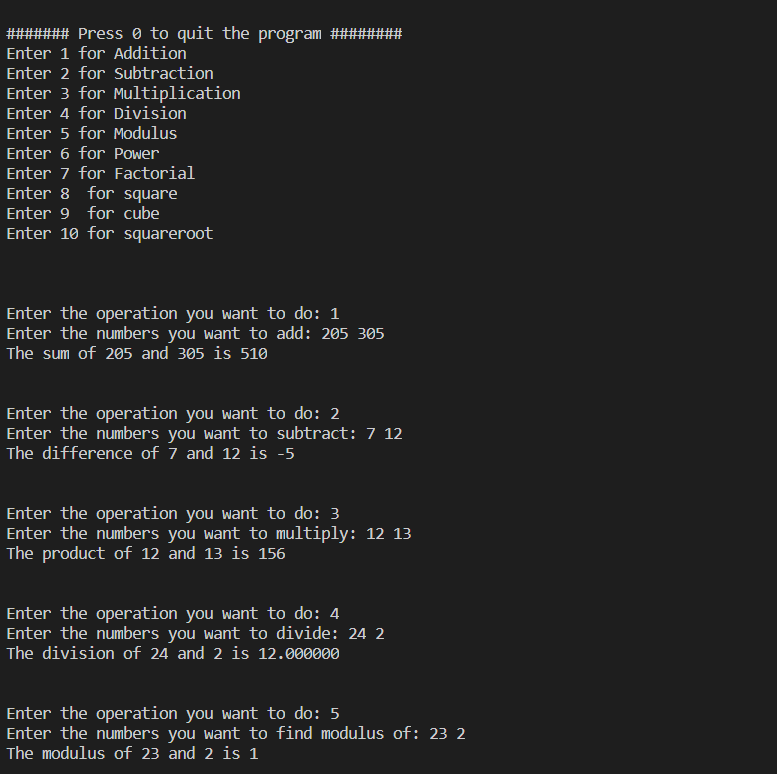 ####### Press 0 to quit the program ########
Enter 1 for Addition
Enter 2 for Subtraction
Enter 3 for Multiplication
Enter 4 for Division
Enter 5 for Modulus
Enter 6 for Power
Enter 7 for Factorial
Enter 8  for square
Enter 9  for cube
Enter 10 for squareroot
Enter the operation you want to do: 1
Enter the numbers you want to add: 205 305
The sum of 205 and 305 is 510
Enter the operation you want to do: 2
Enter the numbers you want to subtract: 7 12
The difference of 7 and 12 is -5
Enter the operation you want to do: 3
Enter the numbers you want to multiply: 12 13
The product of 12 and 13 is 156
Enter the operation you want to do: 4
Enter the numbers you want to divide: 24 2
The division of 24 and 2 is 12.000000
Enter the operation you want to do: 5
Enter the numbers you want to find modulus of: 23 2
The modulus of 23 and 2 is 1